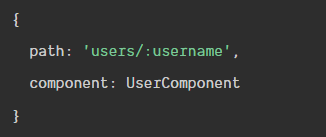 {
path: 'users/:username',
component: UserComponent
}